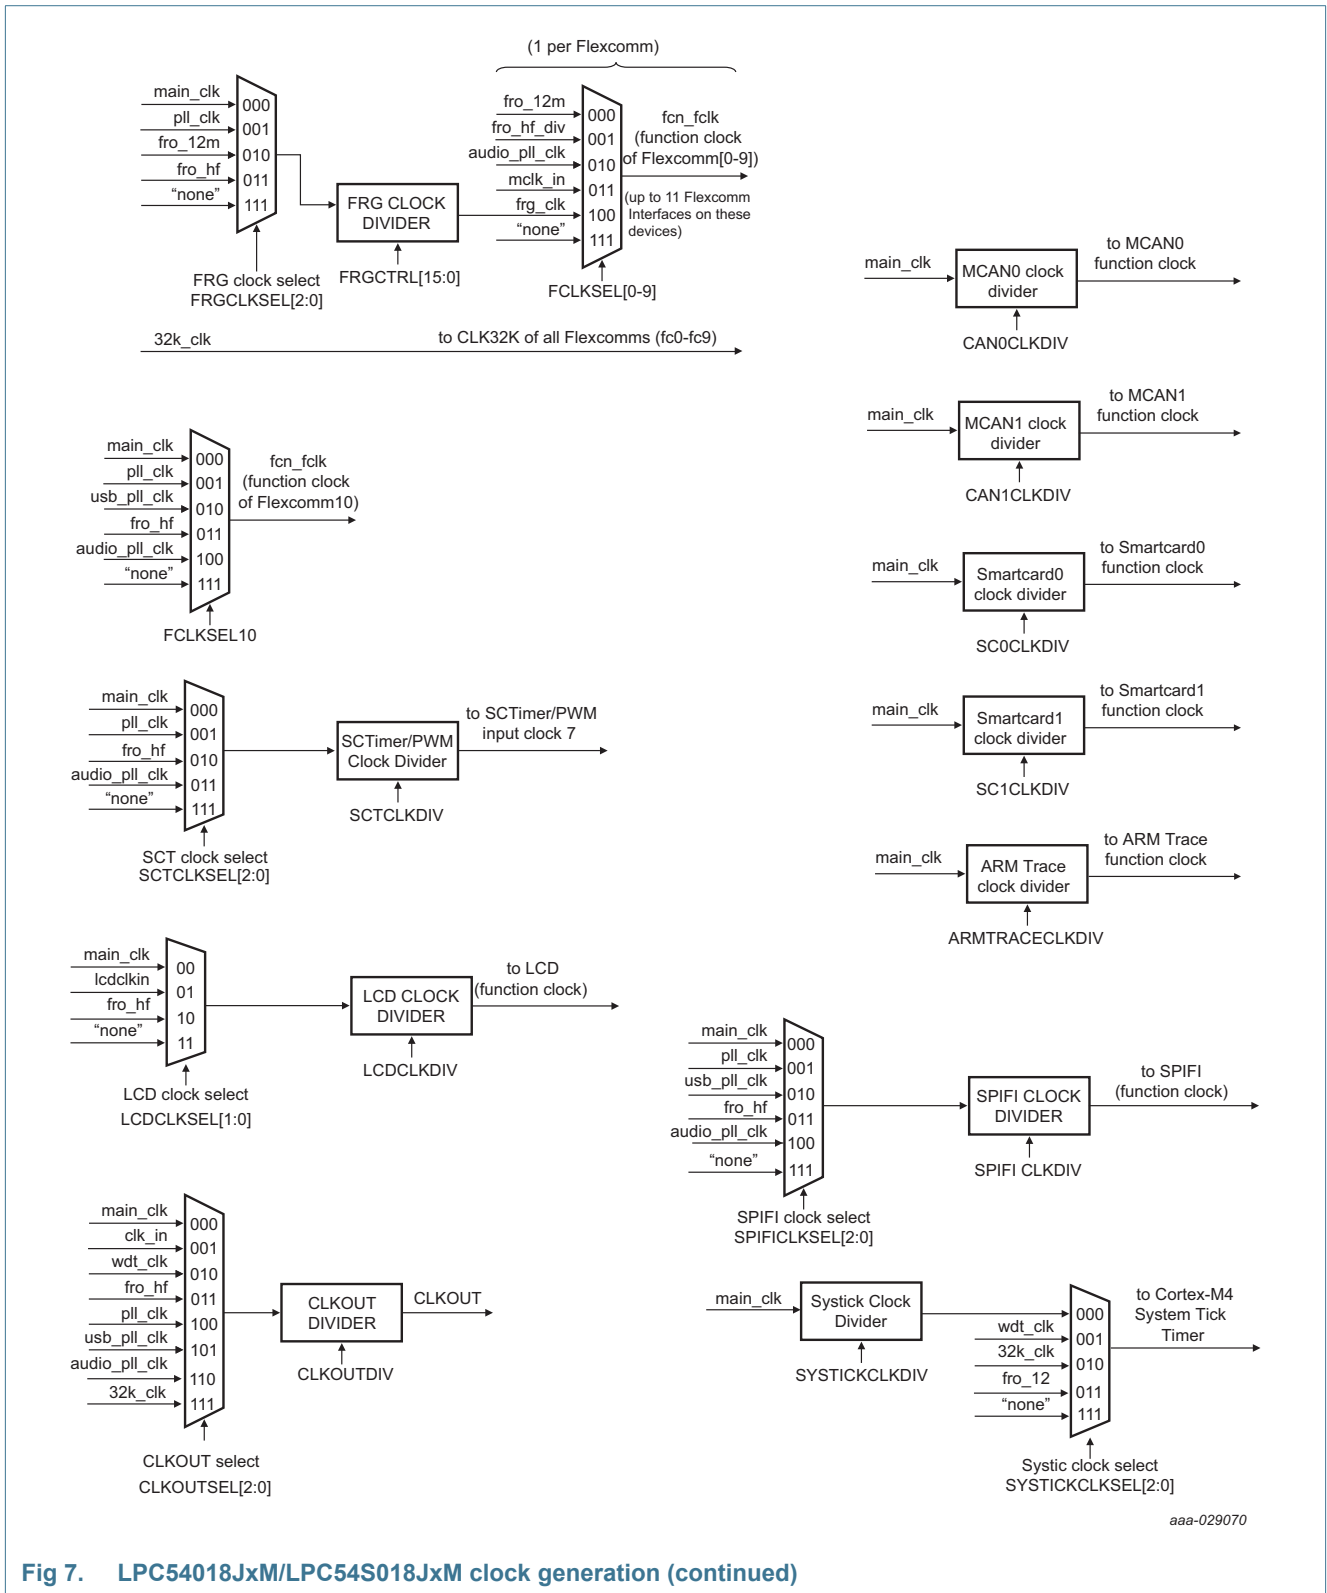 (1 per Flexcomm)
main_clk
000
pll_clk
001
fro_12m
010
fro_hf
011
"none"
111
FRG clock select
FRGCLKSEL[2:0]
FRG CLOCK
DIVIDER
FRGCTRL[15:0]
fro_12m
000
fro_hf_div
001
audio_pll_clk
010
mclk_in
011
frg_clk
100
"none"
111
FCLKSEL[0-9]
fcn_fclk
(function clock
of Flexcomm[0-9])
(up to 11 Flexcomm
Interfaces on these
devices)
32k_clk
to CLK32K of all Flexcomms (fc0-fc9)
main_clk
MCAN0 clock
divider
CAN0CLKDIV
to MCAN0
function clock
main_clk
MCAN1 clock
divider
CAN1CLKDIV
to MCAN1
function clock
main_clk
000
pll_clk
001
usb_pll_clk
010
fro_hf
011
audio_pll_clk
100
"none"
111
FCLKSEL10
fcn_fclk
(function clock
of Flexcomm10)
main_clk
Smartcard0
clock divider
SC0CLKDIV
to Smartcard0
function clock
main_clk
000
pll_clk
001
fro_hf
010
audio_pll_clk
011
"none"
111
SCT clock select
SCTCLKSEL[2:0]
SCTimer/PWM
Clock Divider
SCTCLKDIV
to SCTimer/PWM
input clock 7
main_clk
Smartcard1
clock divider
SC1CLKDIV
to Smartcard1
function clock
main_clk
ARM Trace
clock divider
ARMTRACECLKDIV
to ARM Trace
function clock
main_clk
00
lcdclkin
01
fro_hf
10
"none"
11
LCD clock select
LCDCLKSEL[1:0]
LCD CLOCK
DIVIDER
LCDCLKDIV
to LCD
(function clock)
main_clk
000
pll_clk
001
usb_pll_clk
010
fro_hf
011
audio_pll_clk
100
"none"
111
SPIFI clock select
SPIFICLKSEL[2:0]
SPIFI CLOCK
DIVIDER
SPIFI CLKDIV
to SPIFI
(function clock)
main_clk
000
clk_in
001
wdt_clk
010
fro_hf
011
pll_clk
100
usb_pll_clk
101
audio_pll_clk
110
32k_clk
111
CLKOUT select
CLKOUTSEL[2:0]
CLKOUT
DIVIDER
CLKOUTDIV
CLKOUT
main_clk
Systick Clock
Divider
SYSTICKCLKDIV
000
wdt_clk
001
32k_clk
010
fro_12
011
"none"
111
Systic clock select
SYSTICKCLKSEL[2:0]
to Cortex-M4
System Tick
Timer
aaa-029070
Fig 7. LPC54018JxM/LPC54S018JxM clock generation (continued)